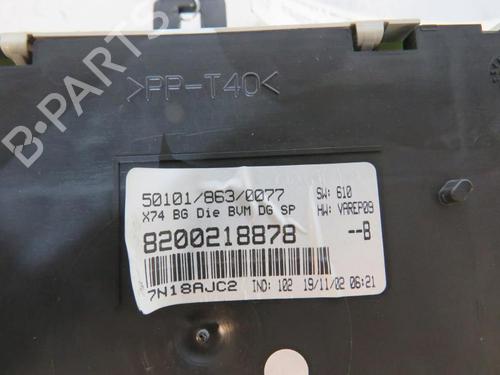 B-PARTS
>PP-T40<
50101/863/0077 SW: 610
X74 BG Die BVM DG SP HW: VAREP09
8200218878 --B
7N18AJC2 IND: 102 19/11/02 06:21